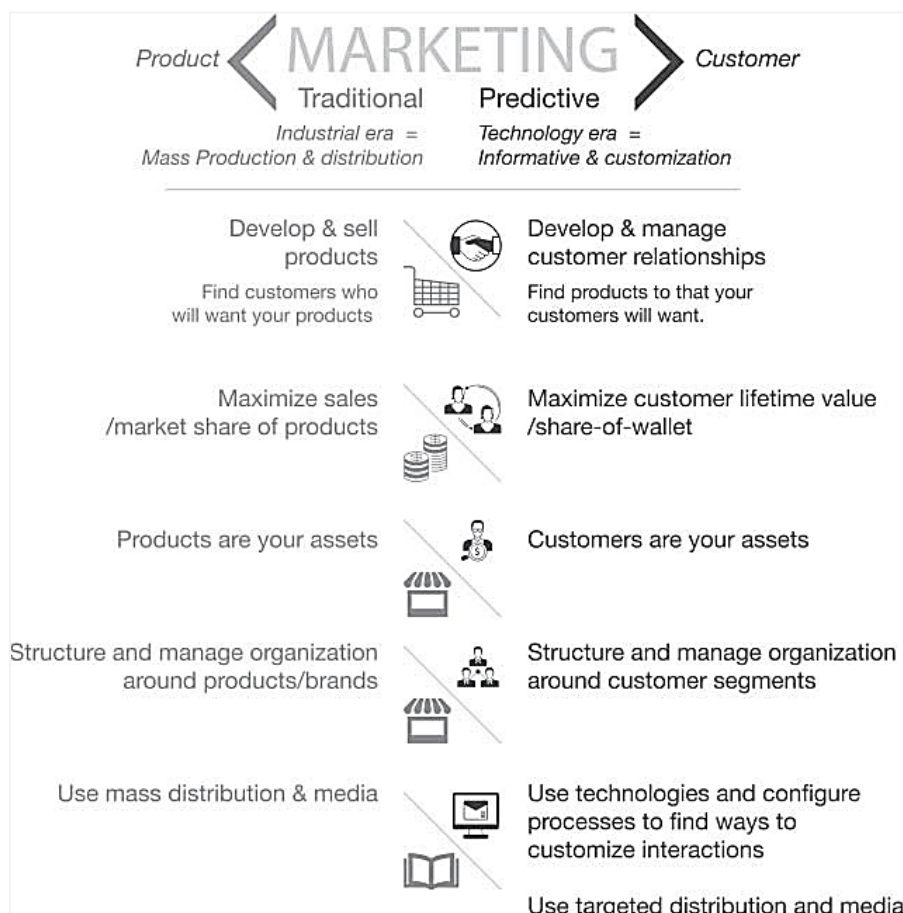 MARKETING
Product
Customer
Traditional
Predictive
Industrial era =
Mass Production & distribution
Technology era =
Informative & customization
Develop & sell
products
Find customers who
will want your products
Develop & manage
customer relationships
Find products to that your
customers will want.
Maximize sales
/market share of products
Maximize customer lifetime value
/share-of-wallet
Products are your assets
Customers are your assets
Structure and manage organization
around products/brands
Structure and manage organization
around customer segments
Use mass distribution & media
Use technologies and configure
processes to find ways to
customize interactions
Use targeted distribution and media